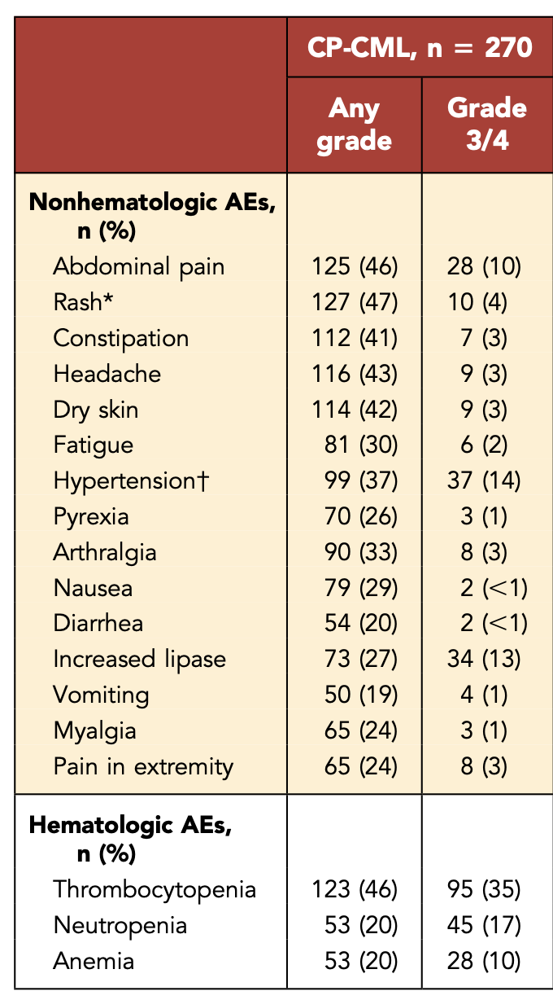 CP-CML, n = 270
Any grade Grade 3/4
Nonhematologic AEs,
n (%)
Abdominal pain 125 (46) 28 (10)
Rash* 127 (47) 10 (4)
Constipation 112 (41) 7 (3)
Headache 116 (43) 9 (3)
Dry skin 114 (42) 9 (3)
Fatigue 81 (30) 6 (2)
Hypertension† 99 (37) 37 (14)
Pyrexia 70 (26) 3 (1)
Arthralgia 90 (33) 8 (3)
Nausea 79 (29) 2 (<1)
Diarrhea 54 (20) 2 (<1)
Increased lipase 73 (27) 34 (13)
Vomiting 50 (19) 4 (1)
Myalgia 65 (24) 3 (1)
Pain in extremity 65 (24) 8 (3)
Hematologic AEs,
n (%)
Thrombocytopenia 123 (46) 95 (35)
Neutropenia 53 (20) 45 (17)
Anemia 53 (20) 28 (10)